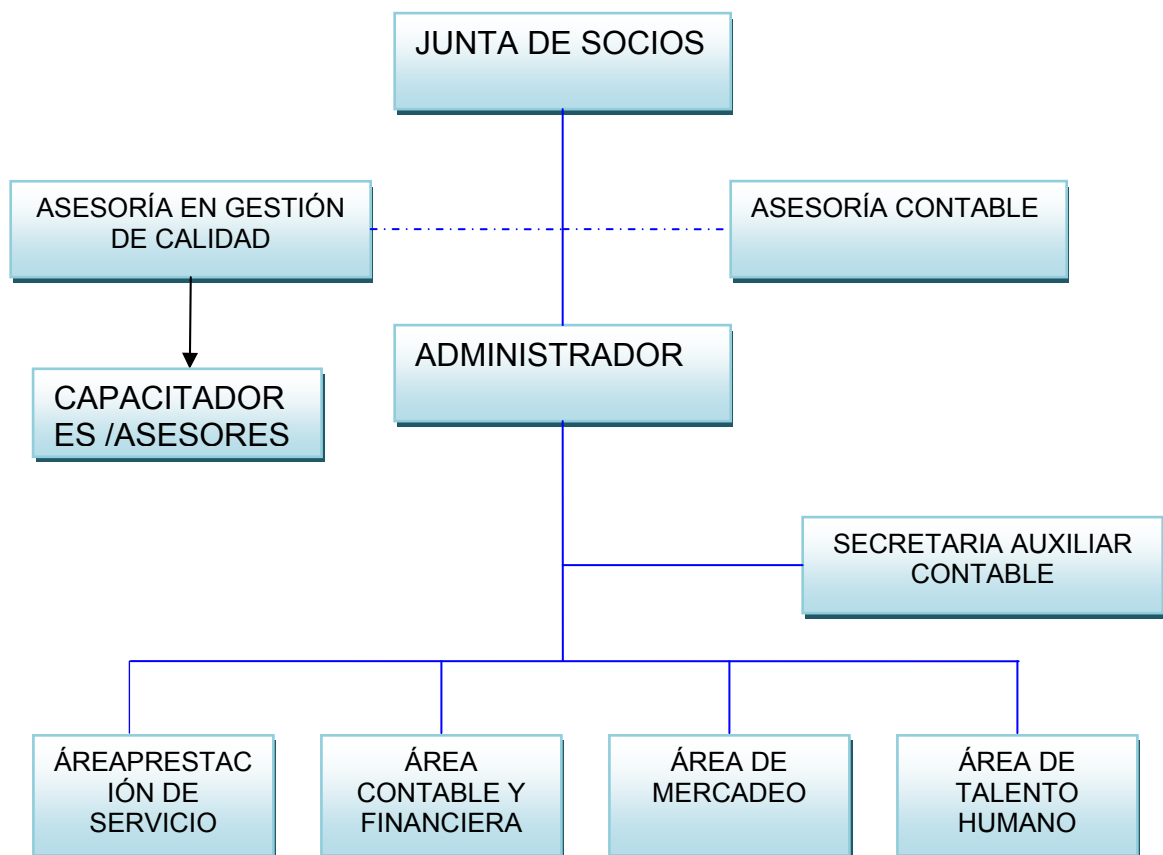 JUNTA DE SOCIOS
ASESORÍA EN GESTIÓN
DE CALIDAD
ASESORÍA CONTABLE
ADMINISTRADOR
CAPACITADOR
ES /ASESORES
SECRETARIA AUXILIAR
CONTABLE
ÁREAPRESTAC
IÓN DE
SERVICIO
ÁREA
CONTABLE Y
FINANCIERA
ÁREA DE
MERCADEO
ÁREA DE
TALENTO
HUMANO